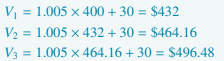 V₁ = 1.005 × 400 + 30 = $432
V₂ = 1.005 × 432 + 30 = $464.16
V₃ = 1.005 × 464.16 + 30 = $496.48